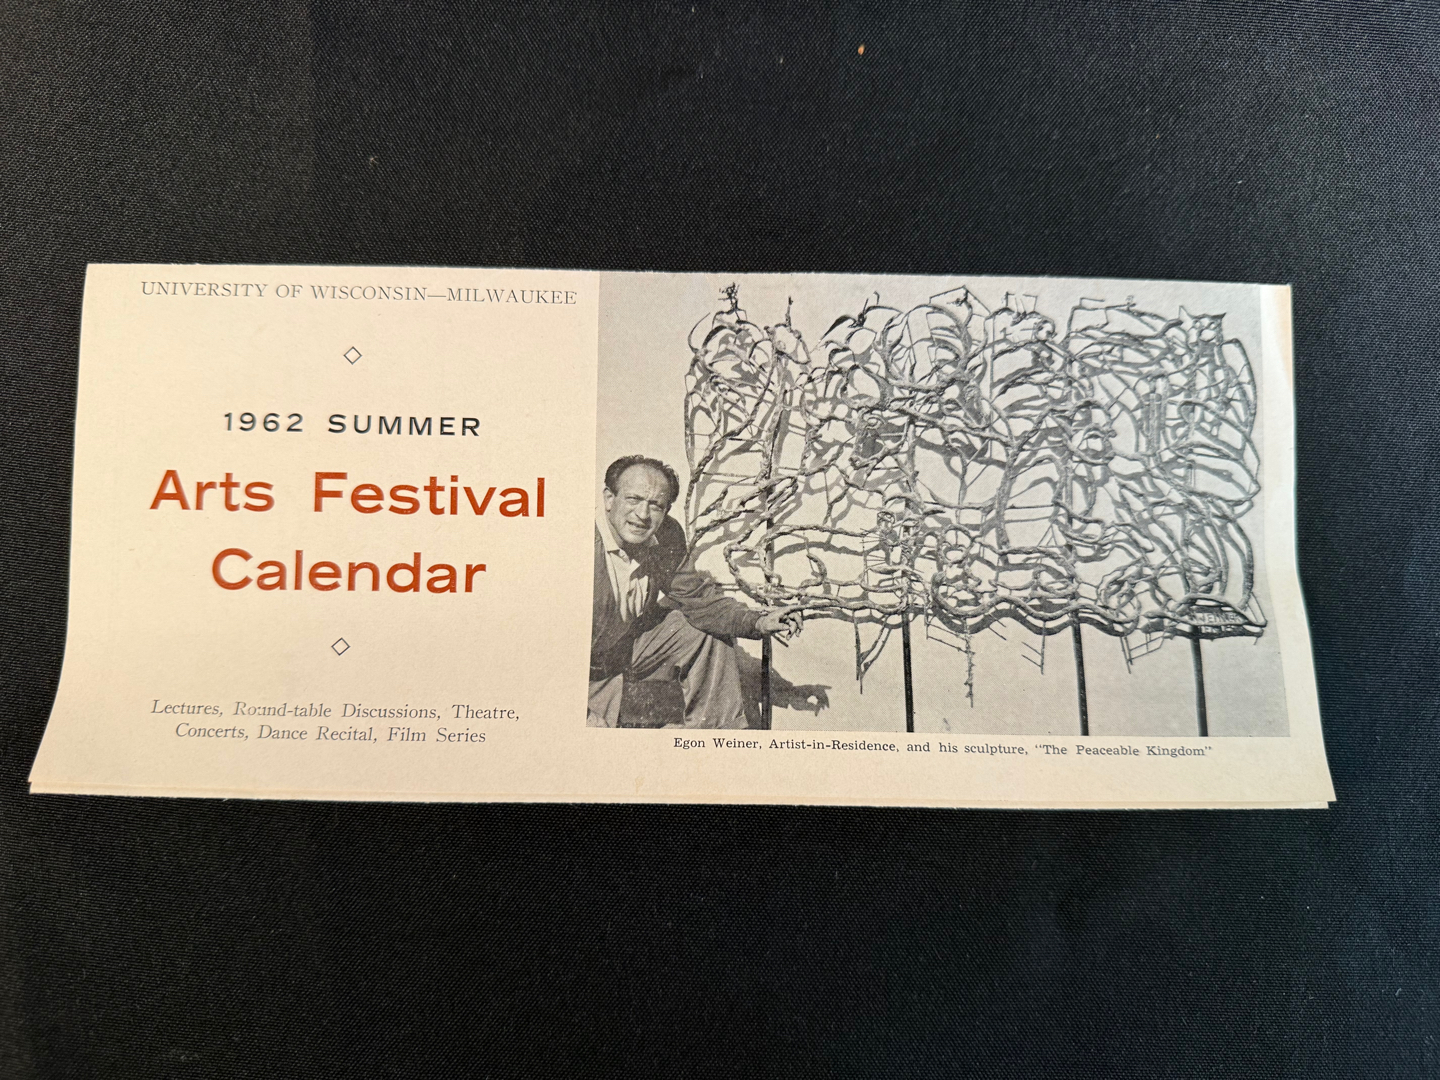 UNIVERSITY OF WISCONSIN—MILWAUKEE
1962 SUMMER
Arts Festival
Calendar
Lectures, Round-table Discussions, Theatre,
Concerts, Dance Recital, Film Series
Egon Weiner, Artist-in-Residence, and his sculpture, “The Peaceable Kingdom”